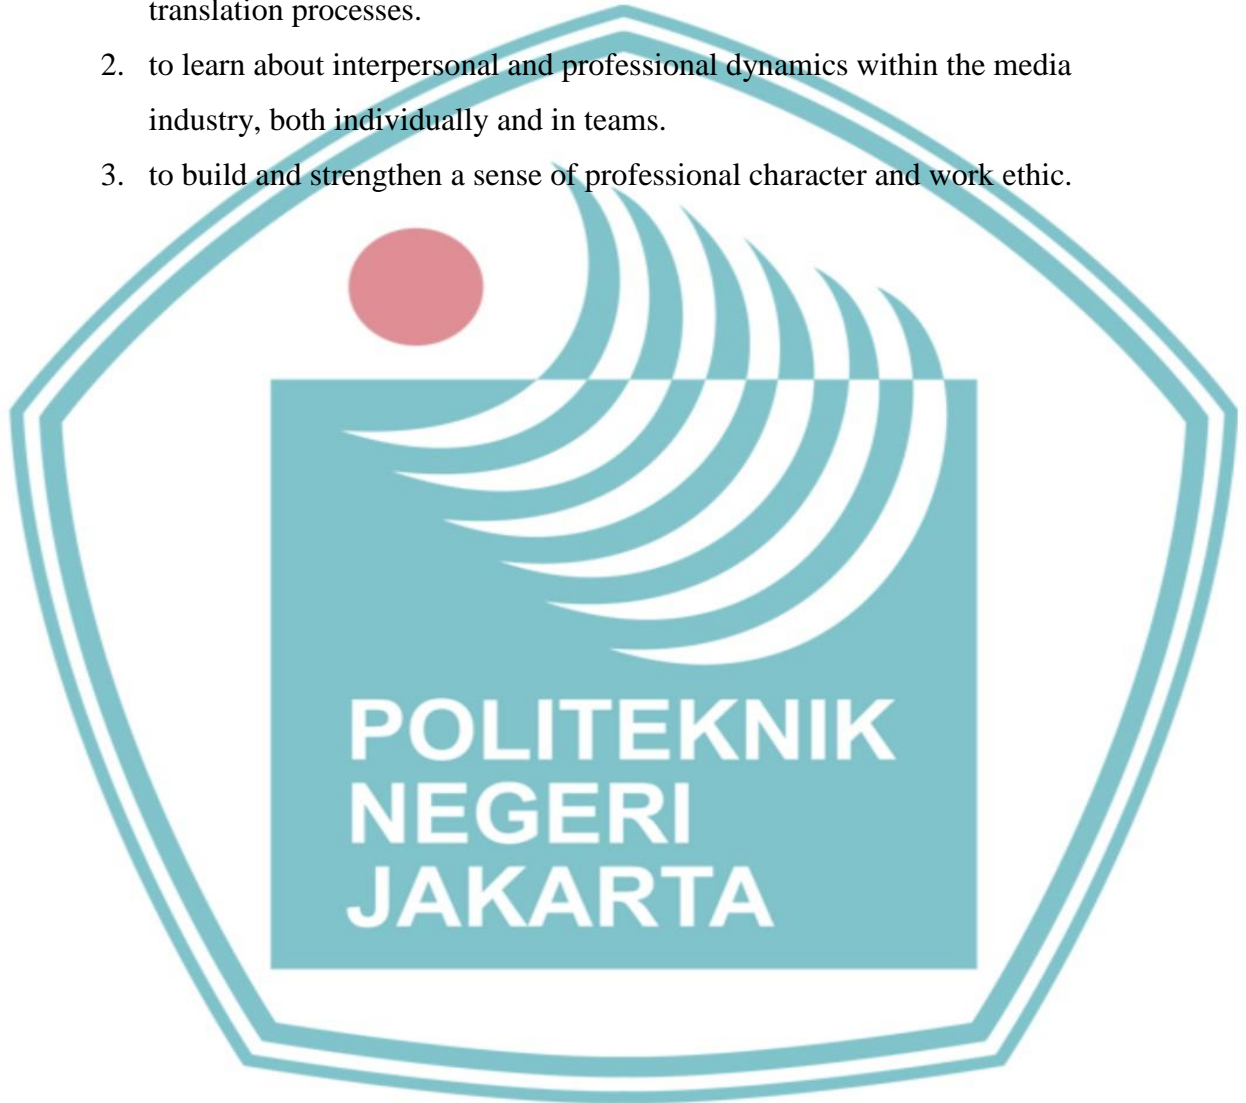 translation processes.
2. to learn about interpersonal and professional dynamics within the media
industry, both individually and in teams.
3. to build and strengthen a sense of professional character and work ethic.
POLITEKNIK
NEGERI
JAKARTA